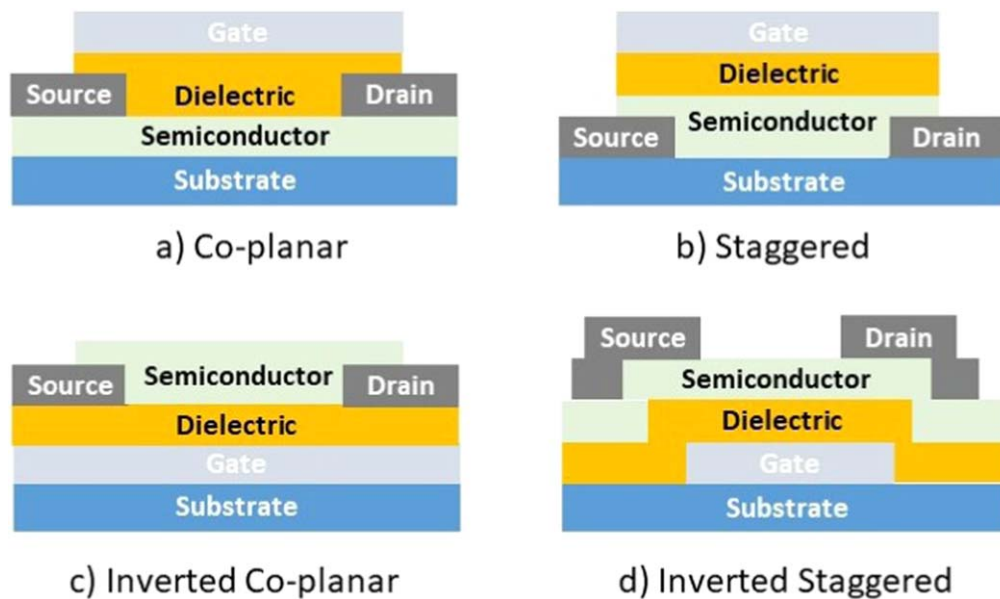 Gate
Source Dielectric Drain
Semiconductor
Substrate
a) Co-planar
Gate
Dielectric
Semiconductor
Source Drain
Substrate
b) Staggered
Semiconductor
Source Drain
Dielectric
Gate
Substrate
c) Inverted Co-planar
Source Drain
Semiconductor
Dielectric
Gate
Substrate
d) Inverted Staggered